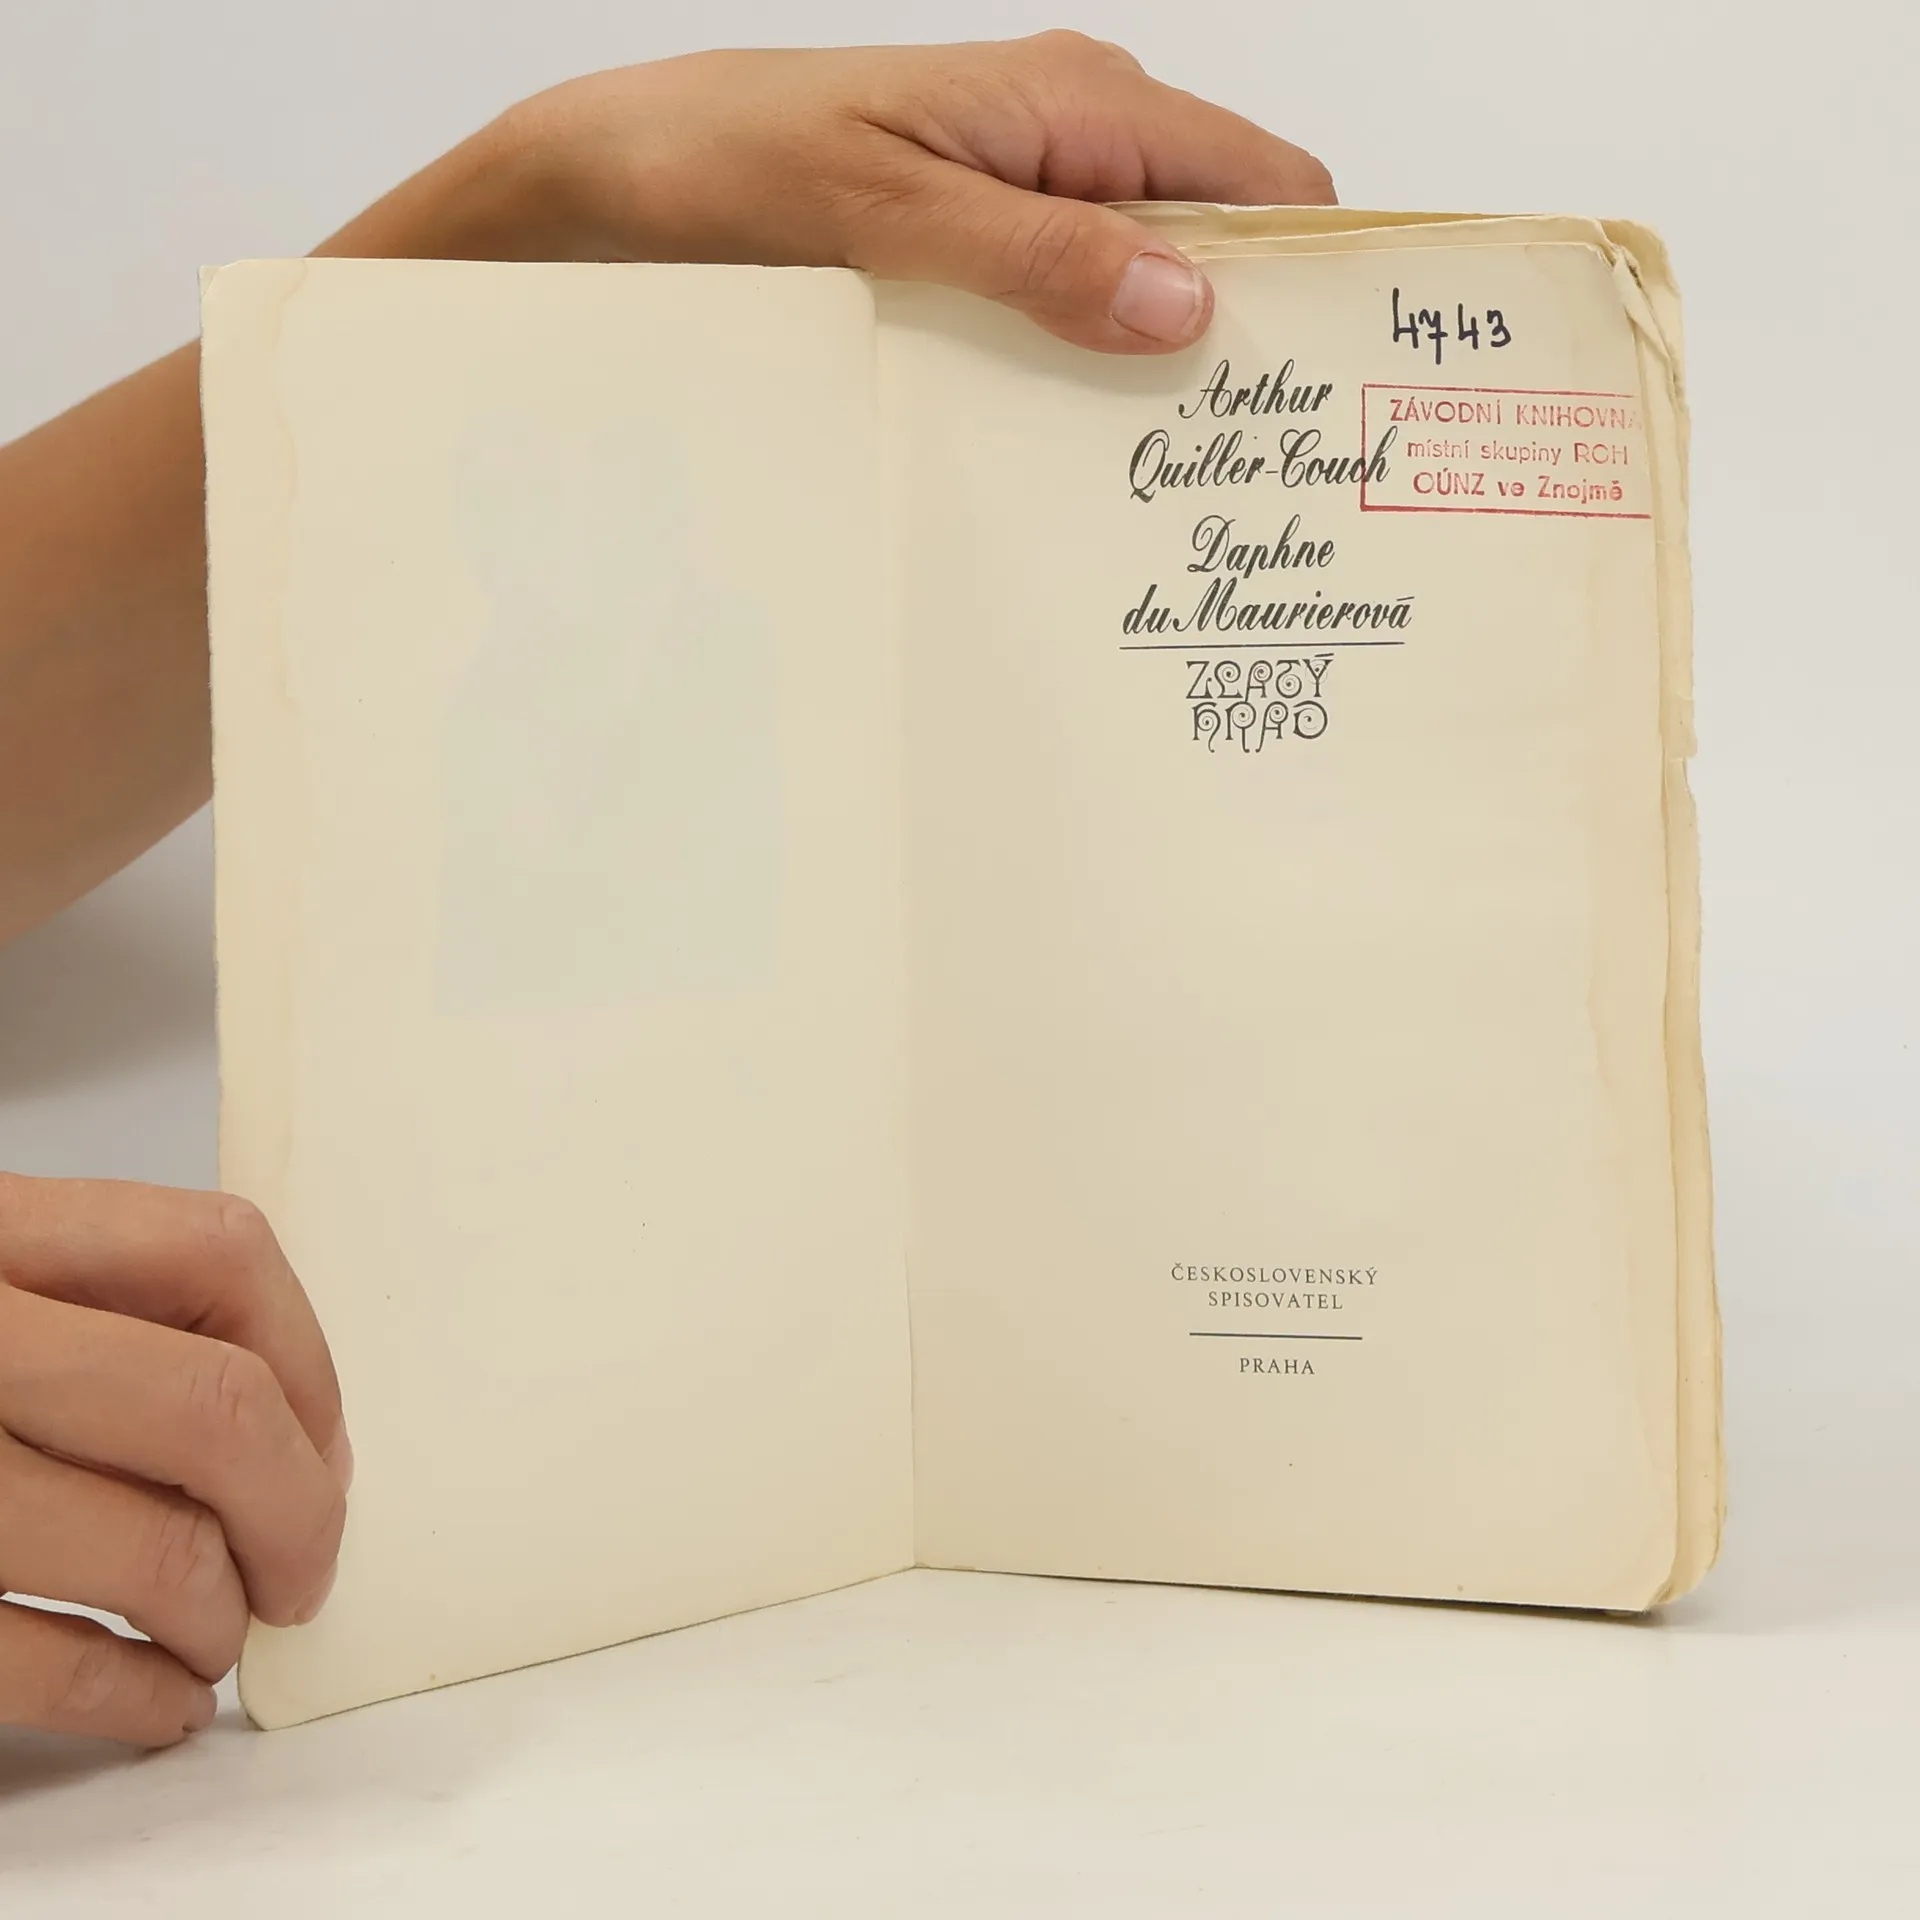 4743
Arthur
Quiller-Couch
ZÁVODNÍ KNIHOVNA
místní skupiny ROH
OÚNZ ve Znojmě
Daphne
du Maurierová
ZLATÝ
HRAD
ČESKOSLOVENSKÝ
SPISOVATEL
PRAHA